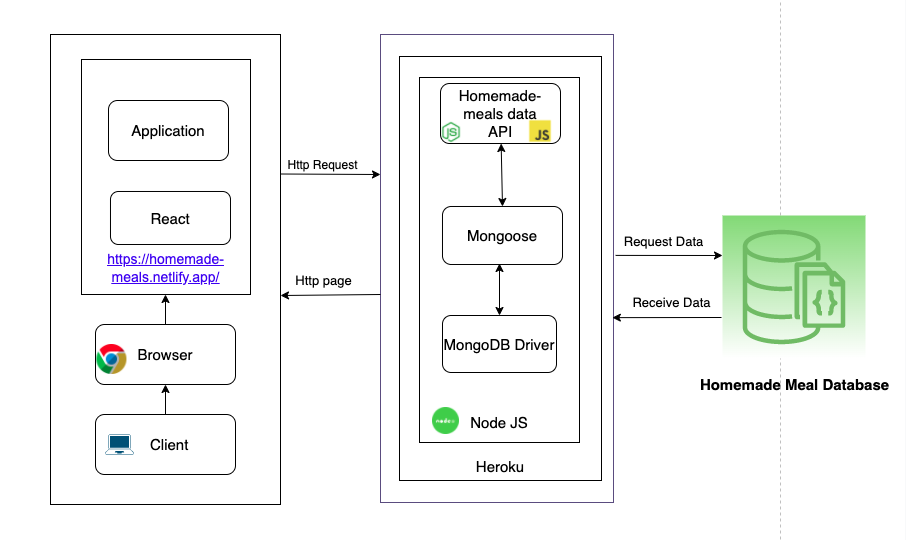 Application
React
https://homemade-
meals.netlify.app/
Browser
Client
Http Request
Http page
Homemade-
meals data
API
JS
JS
Mongoose
MongoDB Driver
Node JS
Heroku
Request Data
Receive Data
{}
Homemade Meal Database